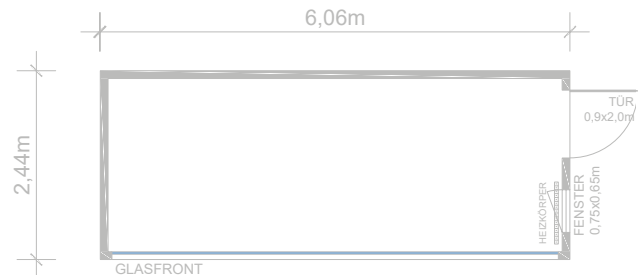 6,06m
2,44m
TÜR
0,9x2,0m
HEIZKÖRPER
FENSTER
0,75x0,65m
GLASFRONT